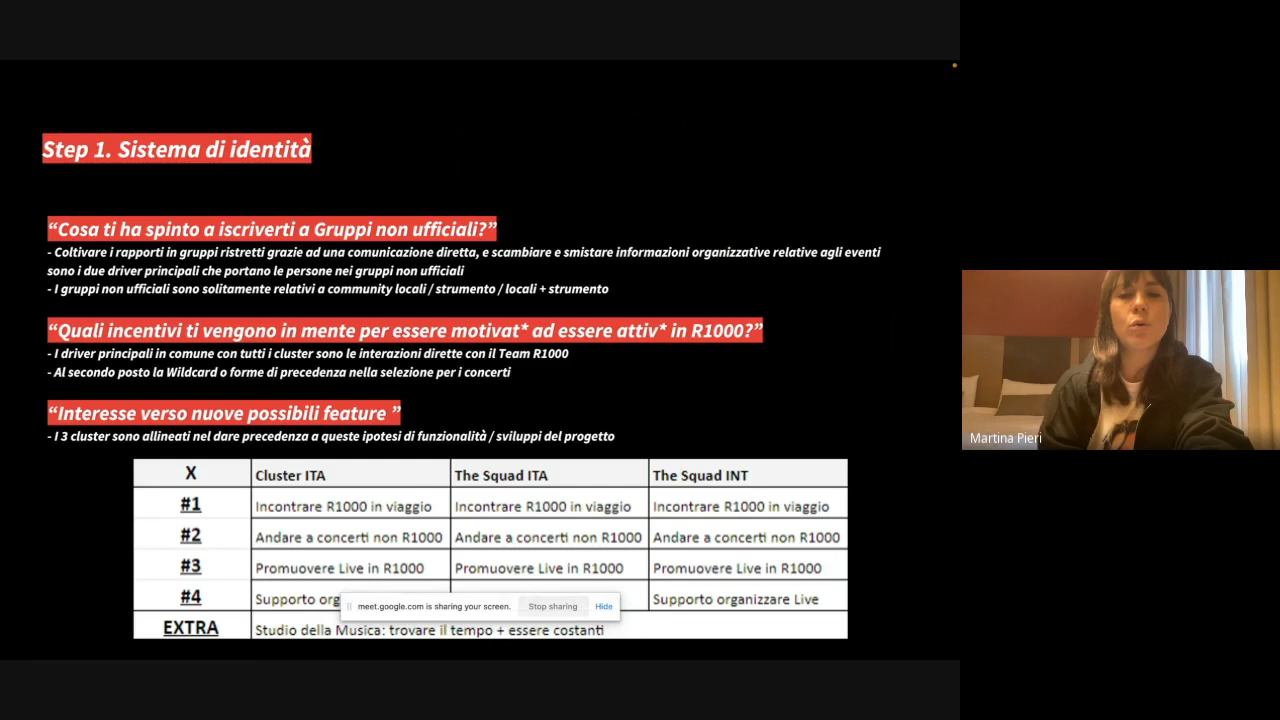 Step 1. Sistema di identità
“Cosa ti ha spinto a iscriverti a Gruppi non ufficiali?”
- Coltivare i rapporti in gruppi ristretti grazie ad una comunicazione diretta, e scambiare e smistare informazioni organizzative relative agli eventi
sono i due driver principali che portano le persone nei gruppi non ufficiali
- I gruppi non ufficiali sono solitamente relativi a community locali / strumento / locali + strumento
“Quali incentivi ti vengono in mente per essere motivat* ad essere attiv* in R1000?”
- I driver principali in comune con tutti i cluster sono le interazioni dirette con il Team R1000
- Al secondo posto la Wildcard o forme di precedenza nella selezione per i concerti
“Interesse verso nuove possibili feature ”
- I 3 cluster sono allineati nel dare precedenza a queste ipotesi di funzionalità / sviluppi del progetto
X Cluster ITA The Squad ITA The Squad INT
#1 Incontrare R1000 in viaggio Incontrare R1000 in viaggio Incontrare R1000 in viaggio
#2 Andare a concerti non R1000 Andare a concerti non R1000 Andare a concerti non R1000
#3 Promuovere Live in R1000 Promuovere Live in R1000 Promuovere Live in R1000
#4 Supporto org Supporto organizzare Live
meet.google.com is sharing your screen. Stop sharing Hide
EXTRA Studio della Musica: trovare il tempo + essere costanti
Martina Pieri